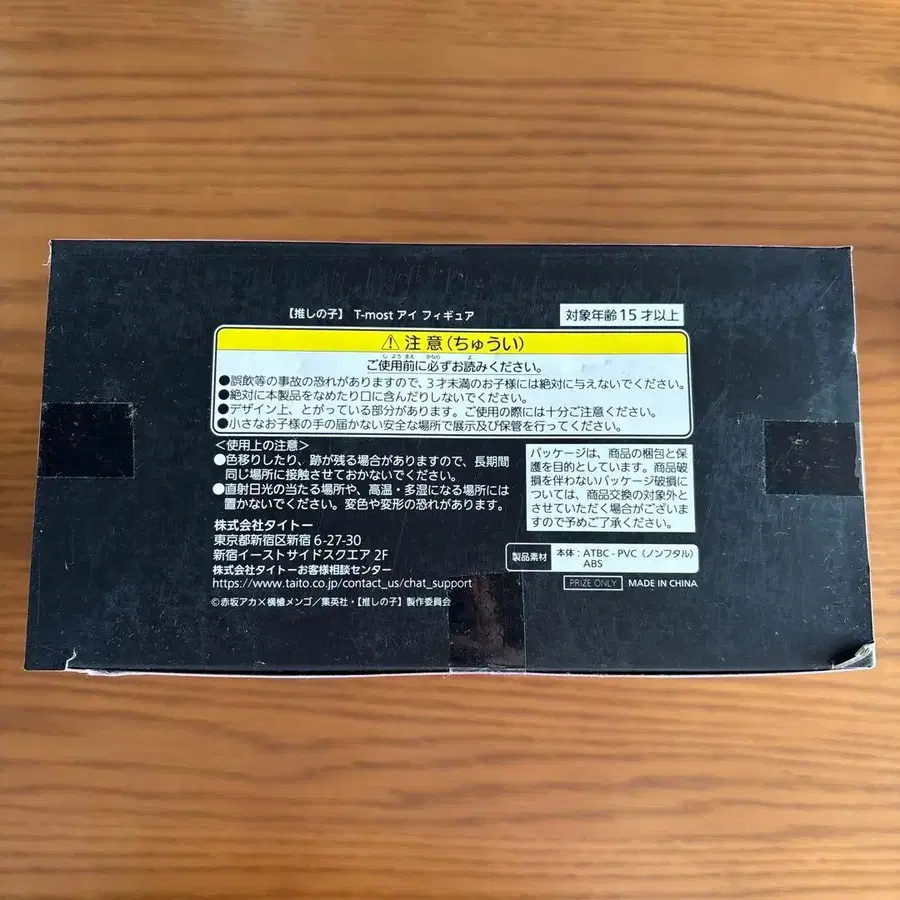 【推しの子】 T-most アイ フィギュア
対象年齢15才以上
⚠ 注意(ちゅうい)
しようまえ かなら よ
ご使用前に必ずお読みください。
●誤飲等の事故の恐れがありますので、3才未満のお子様には絶対に与えないでください。
●絶対に本製品をなめたり口に含んだりしないでください。
●デザイン上、とがっている部分があります。ご使用の際には十分ご注意ください。
●小さなお子様の手の届かない安全な場所で展示及び保管を行ってください。
<使用上の注意>
●色移りしたり、跡が残る場合がありますので、長期間
同じ場所に接触させておかないでください。
●直射日光の当たる場所や、高温・多湿になる場所には
置かないでください。変色や変形の恐れがあります。
パッケージは、商品の梱包と保
護を目的としています。商品破
損を伴わないパッケージ破損に
ついては、商品交換の対象外と
させていただく場合がございま
すので予めご了承ください。
株式会社タイトー
東京都新宿区新宿 6-27-30
新宿イーストサイドスクエア 2F
株式会社タイトーお客様相談センター
https://www.taito.co.jp/contact_us/chat_support
製品素材 本体:ATBC-PVC(ノンフタル)
ABS
PRIZE ONLY MADE IN CHINA
©赤坂アカ×横槍メンゴ/集英社・【推しの子】製作委員会